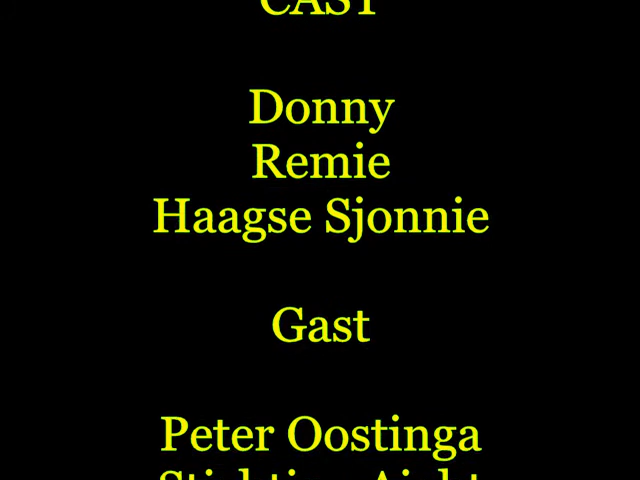 CAST
Donny
Remie
Haagse Sjonnie
Gast
Peter Oostinga